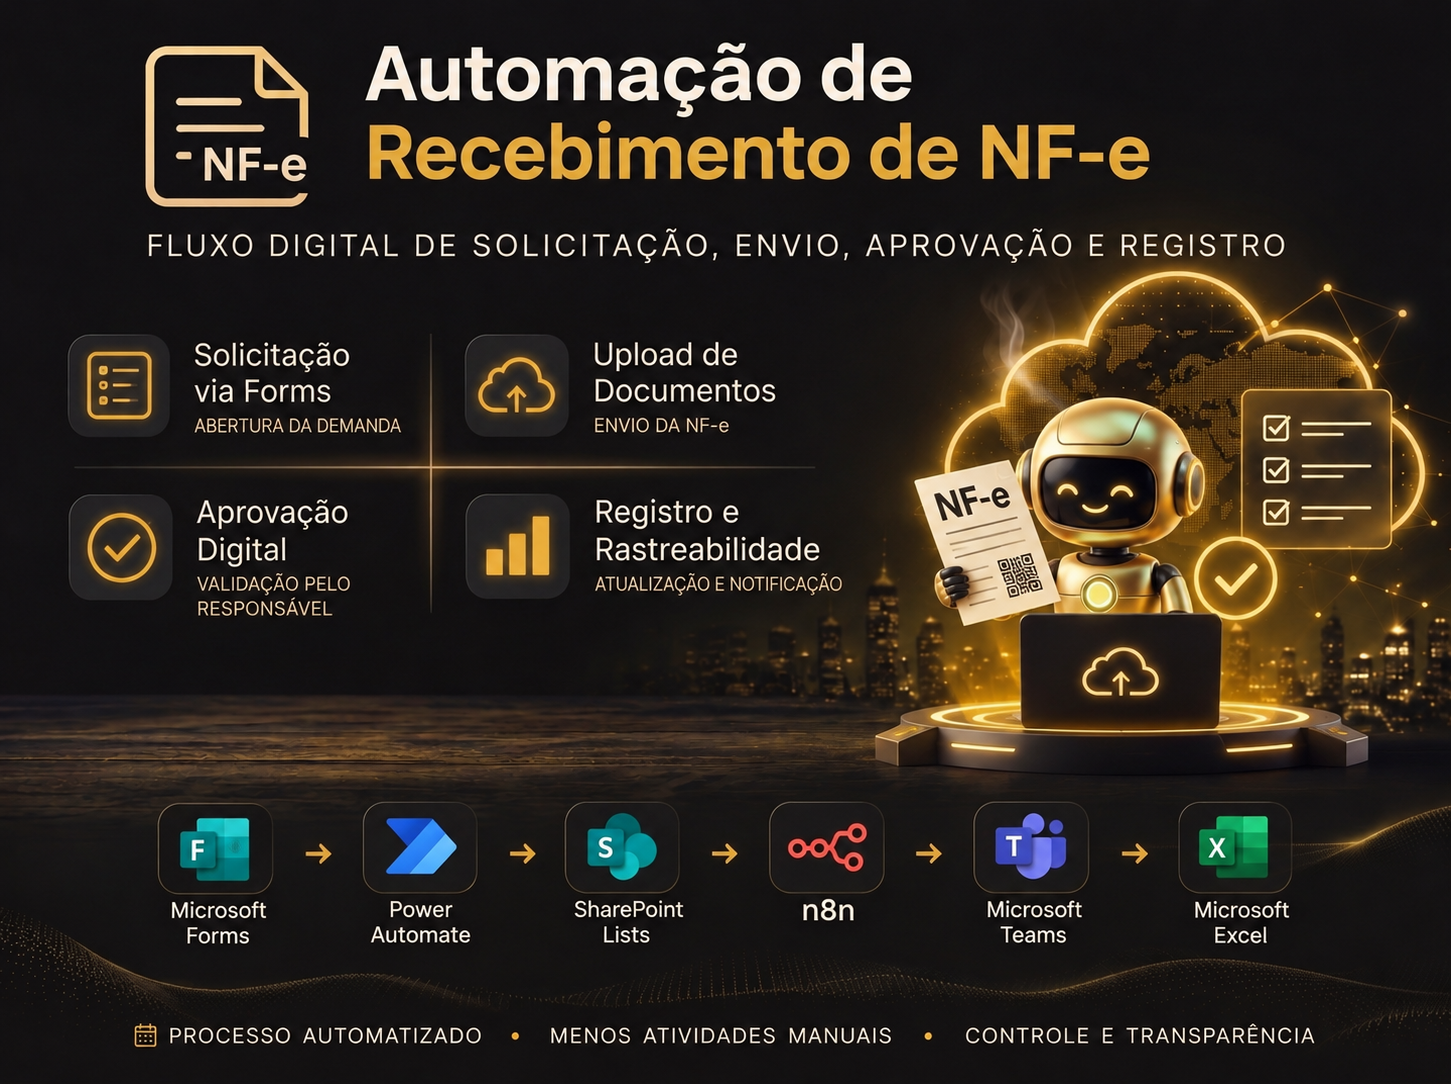 NF-e
Automação de
Recebimento de NF-e
FLUXO DIGITAL DE SOLICITAÇÃO, ENVIO, APROVAÇÃO E REGISTRO
Solicitação
via Forms
ABERTURA DA DEMANDA
Upload de
Documentos
ENVIO DA NF-e
Aprovação
Digital
VALIDAÇÃO PELO
RESPONSÁVEL
Registro e
Rastreabilidade
ATUALIZAÇÃO E NOTIFICAÇÃO
NF-e
F
S
T
X
Microsoft
Forms
Power
Automate
SharePoint
Lists
n8n
Microsoft
Teams
Microsoft
Excel
PROCESSO AUTOMATIZADO • MENOS ATIVIDADES MANUAIS • CONTROLE E TRANSPARÊNCIA